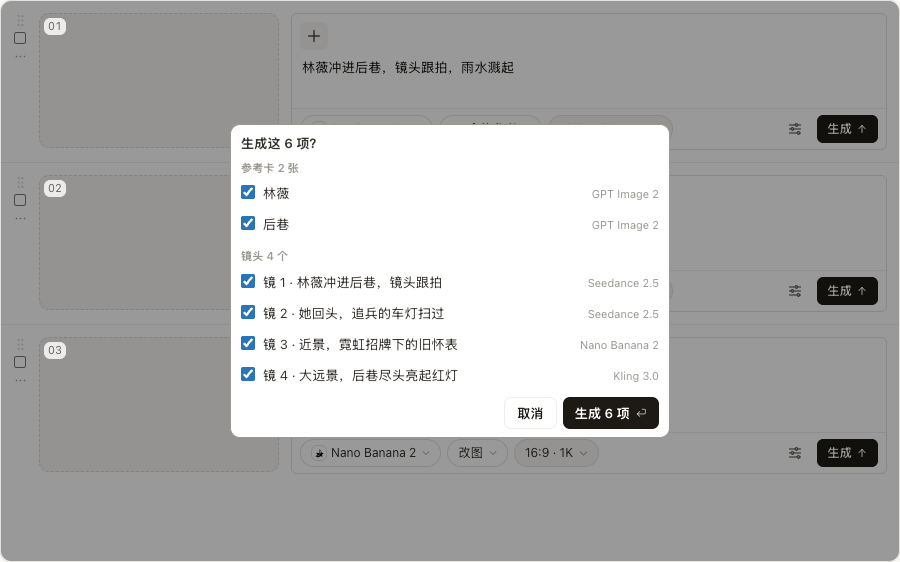 01
林薇冲进后巷，镜头跟拍，雨水溅起
生成 ↑
生成这 6 项?
参考卡 2 张
林薇 GPT Image 2
后巷 GPT Image 2
镜头 4 个
镜 1 · 林薇冲进后巷，镜头跟拍 Seedance 2.5
镜 2 · 她回头，追兵的车灯扫过 Seedance 2.5
镜 3 · 近景，霓虹招牌下的旧怀表 Nano Banana 2
镜 4 · 大远景，后巷尽头亮起红灯 Kling 3.0
取消 生成 6 项
02
生成 ↑
03
Nano Banana 2 改图 16:9 · 1K 生成 ↑